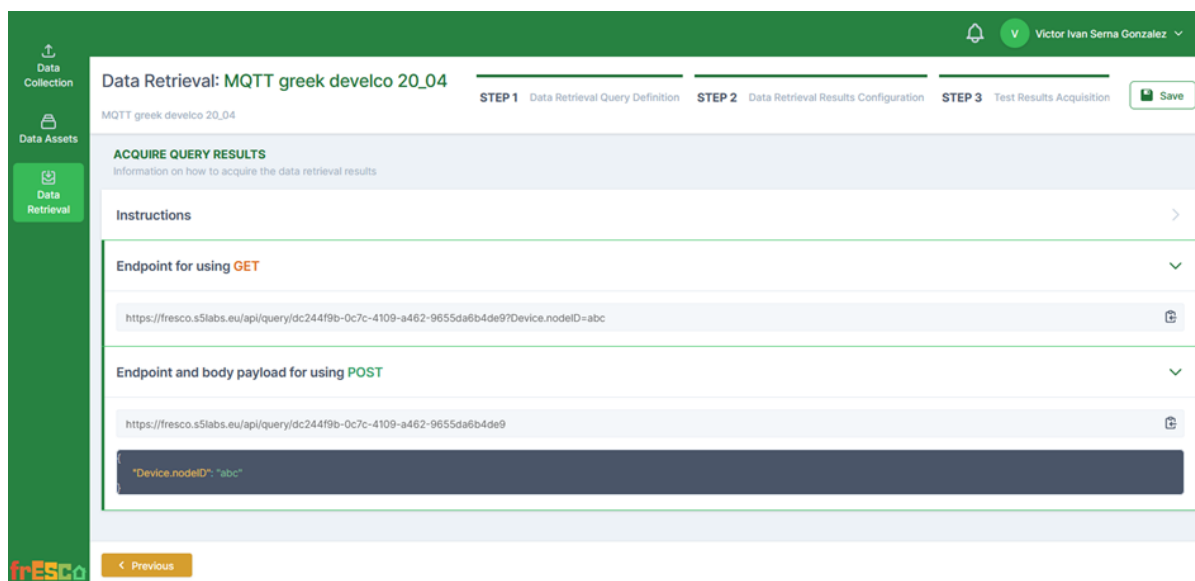 V Victor Ivan Serna Gonzalez
Data
Collection
Data Assets
Data
Retrieval
Data Retrieval: MQTT greek develco 20_04
MQTT greek develco 20_04
STEP 1 Data Retrieval Query Definition
STEP 2 Data Retrieval Results Configuration
STEP 3 Test Results Acquisition
Save
ACQUIRE QUERY RESULTS
Information on how to acquire the data retrieval results
Instructions
Endpoint for using GET
https://fresco.s5labs.eu/api/query/dc244f9b-0c7c-4109-a462-9655da6b4de9?Device.nodeID=abc
Endpoint and body payload for using POST
https://fresco.s5labs.eu/api/query/dc244f9b-0c7c-4109-a462-9655da6b4de9
{
"Device.nodeID": "abc"
}
frESCo
Previous